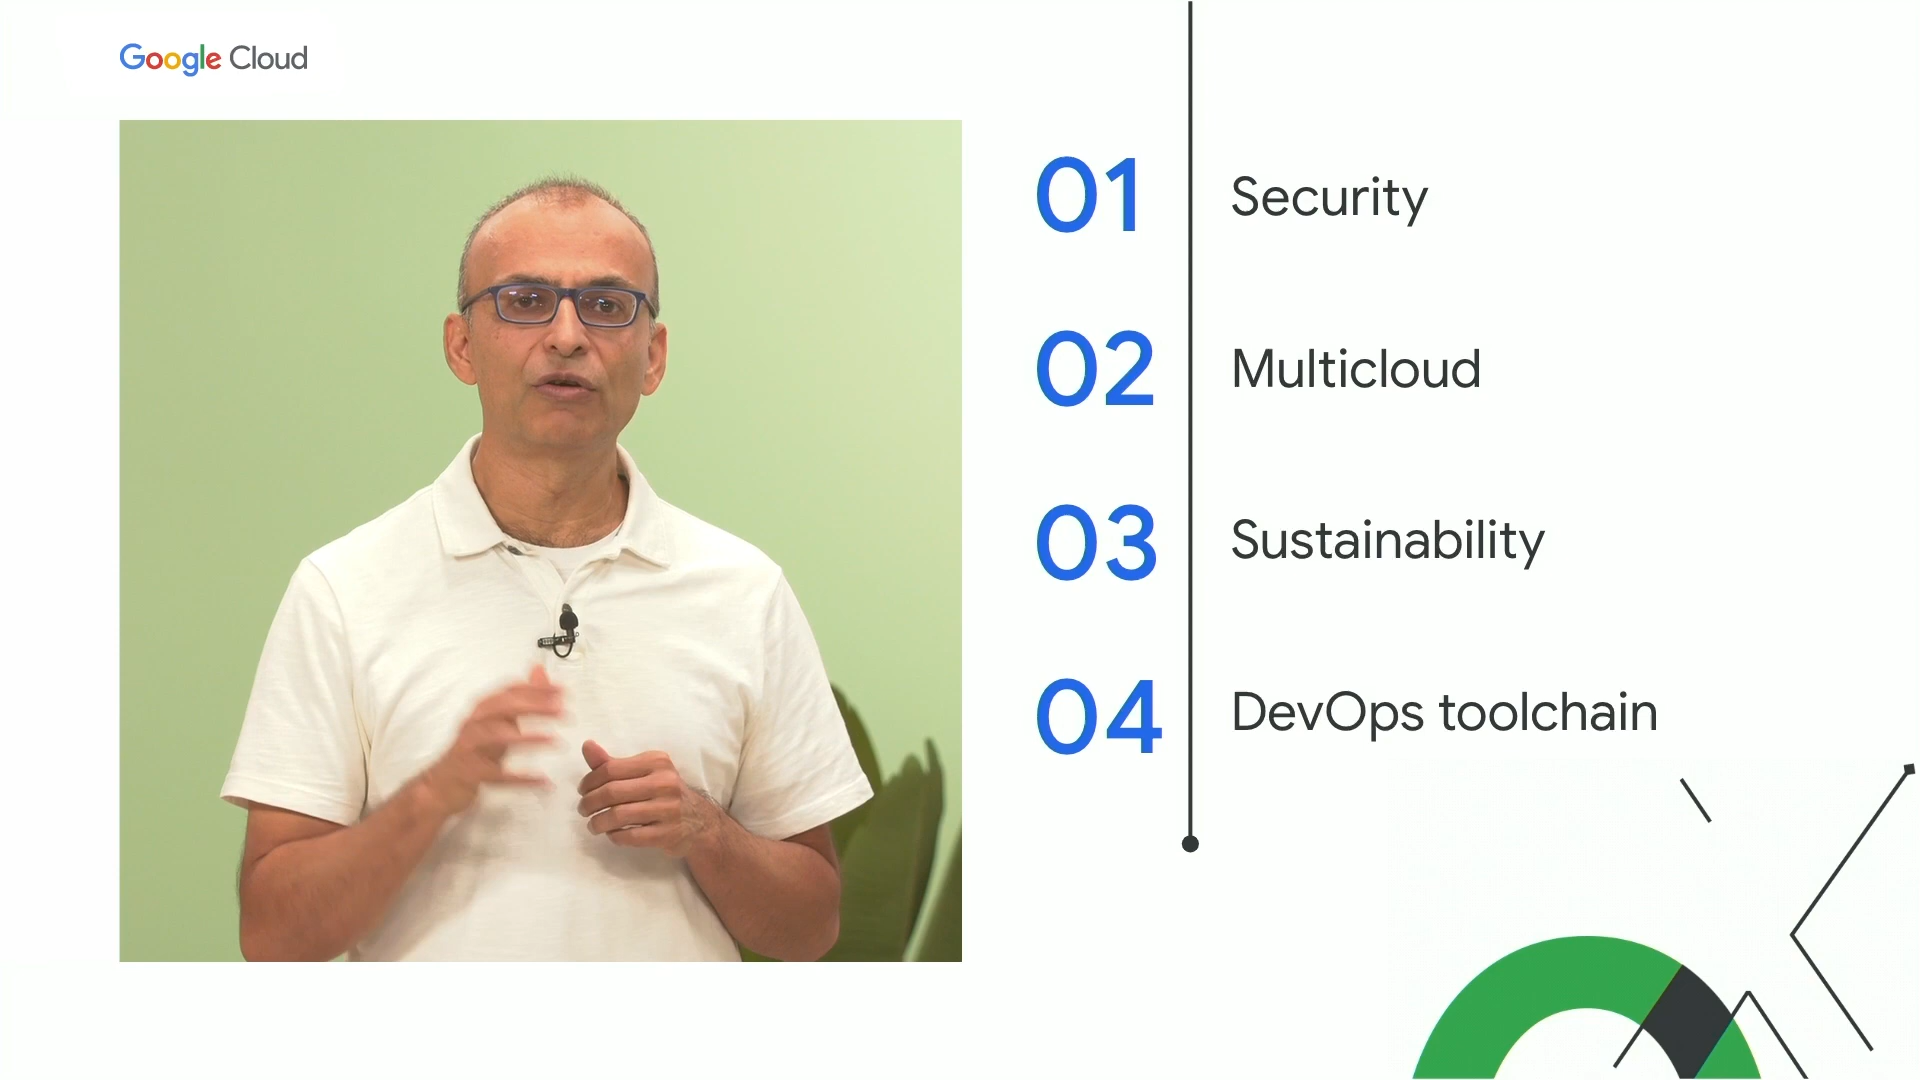 Google Cloud
01 Security
02 Multicloud
03 Sustainability
04 DevOps toolchain